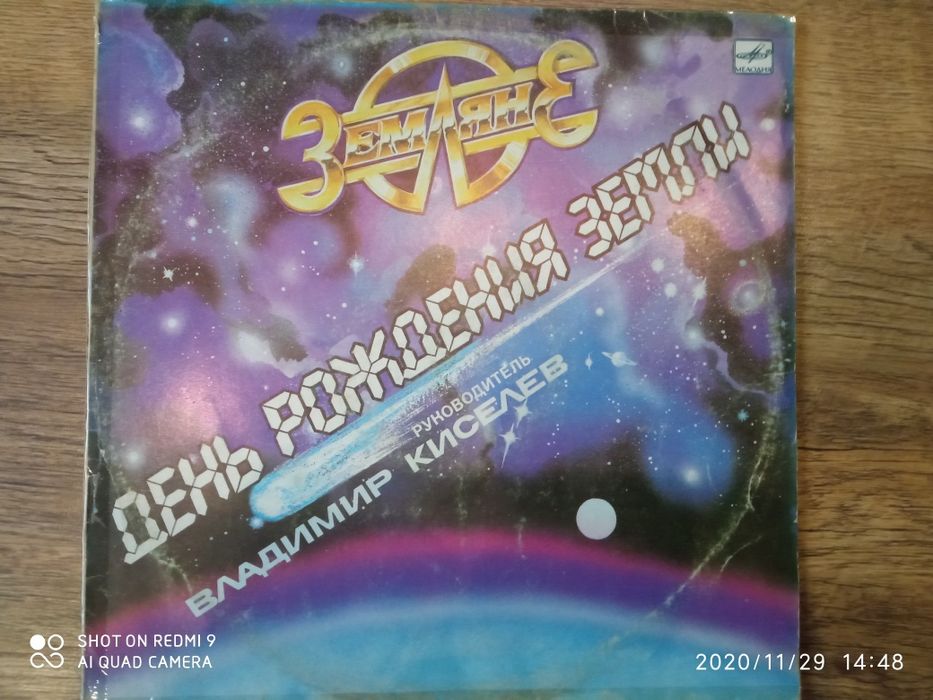 МЕЛОДИЯ
ЗЕМЛЯНЕ
ДЕНЬ РОЖДЕНИЯ ЗЕМЛИ
РУКОВОДИТЕЛЬ
ВЛАДИМИР КИСЕЛЕВ
SHOT ON REDMI 9
AI QUAD CAMERA
2020/11/29 14:48